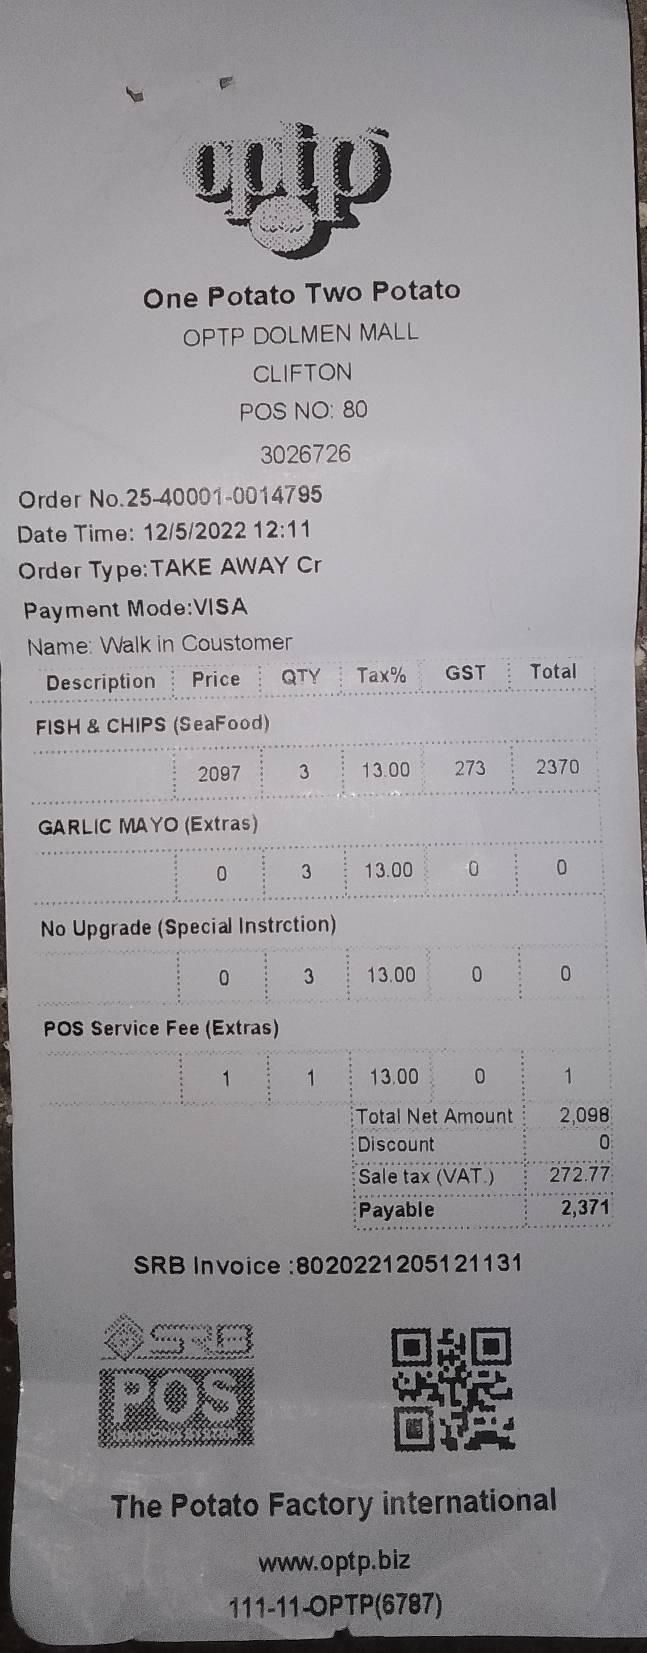 optp
One Potato Two Potato
OPTP DOLMEN MALL
CLIFTON
POS NO: 80
3026726
Order No.25-40001-0014795
Date Time: 12/5/2022 12:11
Order Type:TAKE AWAY Cr
Payment Mode:VISA
Name: Walk in Coustomer
Description Price QTY Tax% GST Total
FISH & CHIPS (SeaFood)
2097 3 13.00 273 2370
GARLIC MAYO (Extras)
0 3 13.00 0 0
No Upgrade (Special Instrction)
0 3 13.00 0 0
POS Service Fee (Extras)
1 1 13.00 0 1
Total Net Amount 2,098
Discount 0
Sale tax (VAT.) 272.77
Payable 2,371
SRB Invoice :8020221205121131
SRB
POS
The Potato Factory international
www.optp.biz
111-11-OPTP(6787)